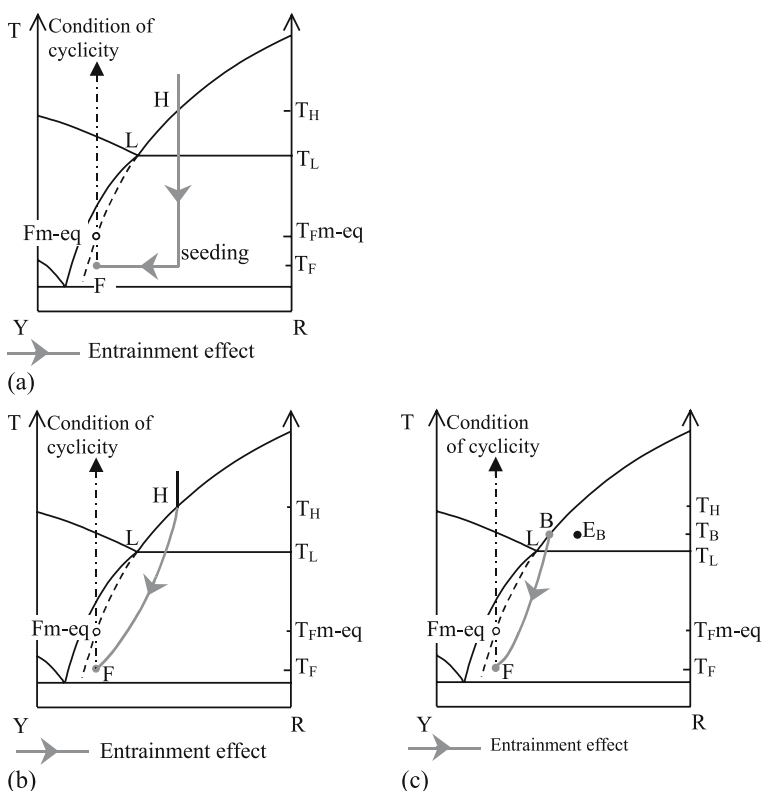 T
Condition of
cyclicity
H
T_H
L
T_L
Fm-eq
T_Fm-eq
seeding
T_F
F
Y
R
Entrainment effect
(a)
T
Condition of
cyclicity
H
T_H
L
T_L
Fm-eq
T_Fm-eq
F
T_F
Y
R
Entrainment effect
(b)
T
Condition
of cyclicity
T_H
B
E_B
T_B
L
T_L
Fm-eq
T_Fm-eq
F
T_F
Y
R
Entrainment effect
(c)